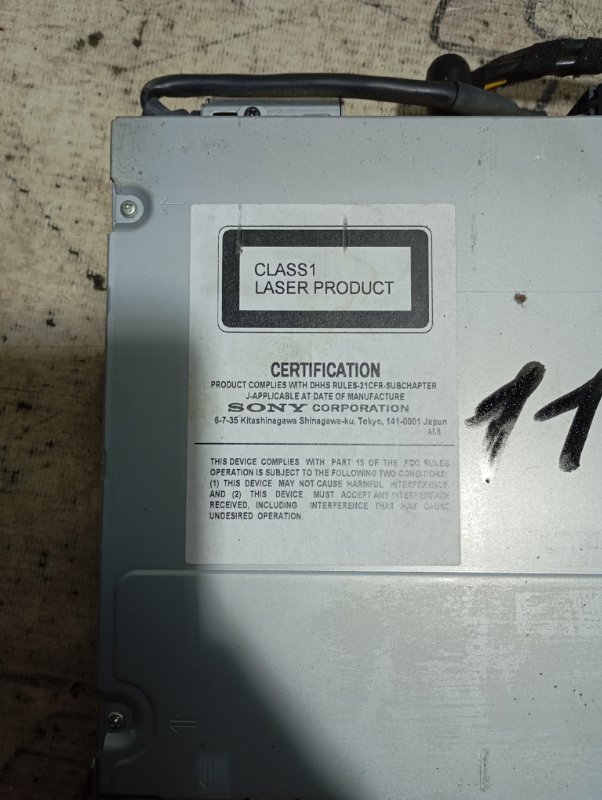 CLASS1
LASER PRODUCT
CERTIFICATION
PRODUCT COMPLIES WITH DHHS RULES-21CFR-SUBCHAPTER
J-APPLICABLE AT DATE OF MANUFACTURE
SONY CORPORATION
6-7-35 Kitashinagawa Shinagawa-ku, Tokyo, 141-0001 Japan
ALS
THIS DEVICE COMPLIES WITH PART 15 OF THE FCC RULES.
OPERATION IS SUBJECT TO THE FOLLOWING TWO CONDITIONS:
(1) THIS DEVICE MAY NOT CAUSE HARMFUL INTERFERENCE,
AND (2) THIS DEVICE MUST ACCEPT ANY INTERFERENCE
RECEIVED, INCLUDING INTERFERENCE THAT MAY CAUSE
UNDESIRED OPERATION.
11